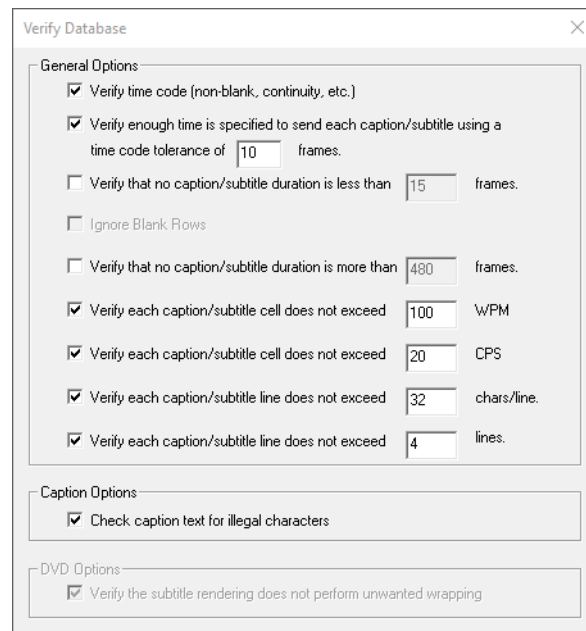 Verify Database
General Options
Verify time code (non-blank, continuity, etc.)
Verify enough time is specified to send each caption/subtitle using a
time code tolerance of 10 frames.
Verify that no caption/subtitle duration is less than 15 frames.
Ignore Blank Rows
Verify that no caption/subtitle duration is more than 480 frames.
Verify each caption/subtitle cell does not exceed 100 WPM
Verify each caption/subtitle cell does not exceed 20 CPS
Verify each caption/subtitle line does not exceed 32 chars/line.
Verify each caption/subtitle line does not exceed 4 lines.
Caption Options
Check caption text for illegal characters
DVD Options
Verify the subtitle rendering does not perform unwanted wrapping